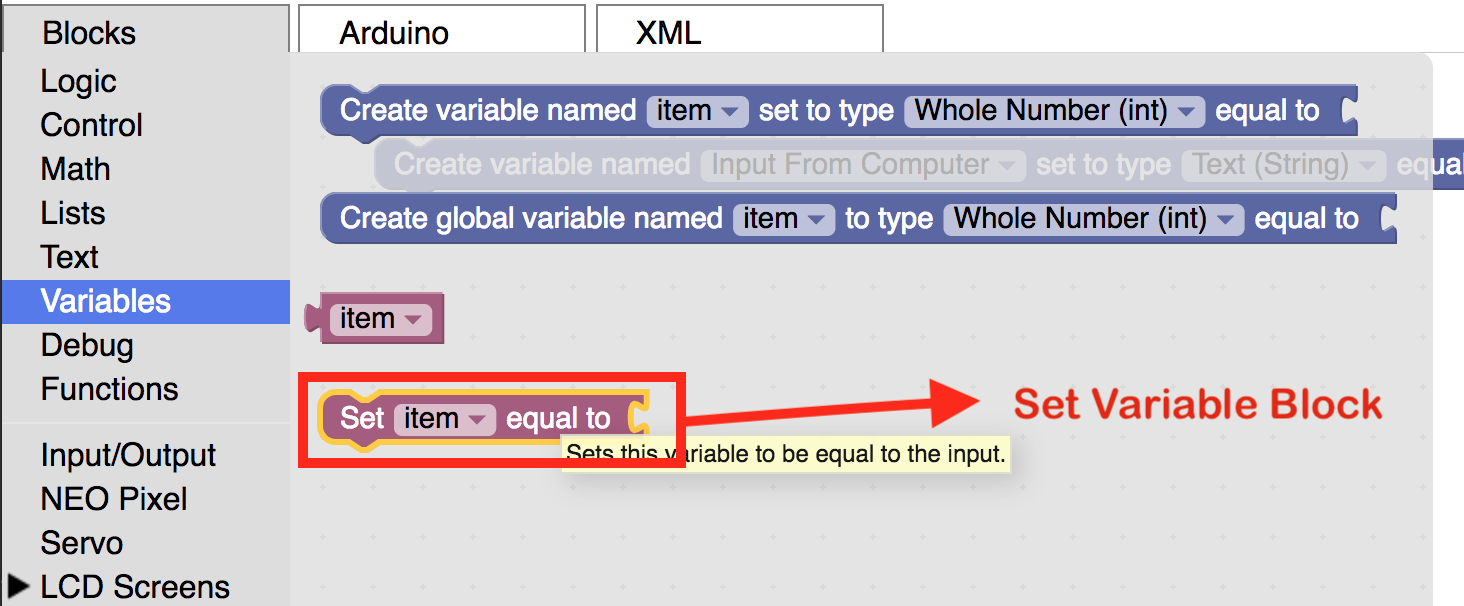 Blocks
Arduino
XML
Logic
Control
Math
Lists
Text
Variables
Debug
Functions
Input/Output
NEO Pixel
Servo
LCD Screens
Create variable named item set to type Whole Number (int) equal to
Create variable named Input From Computer set to type Text (String) equal
Create global variable named item to type Whole Number (int) equal to
item
Set item equal to
Sets this variable to be equal to the input.
Set Variable Block